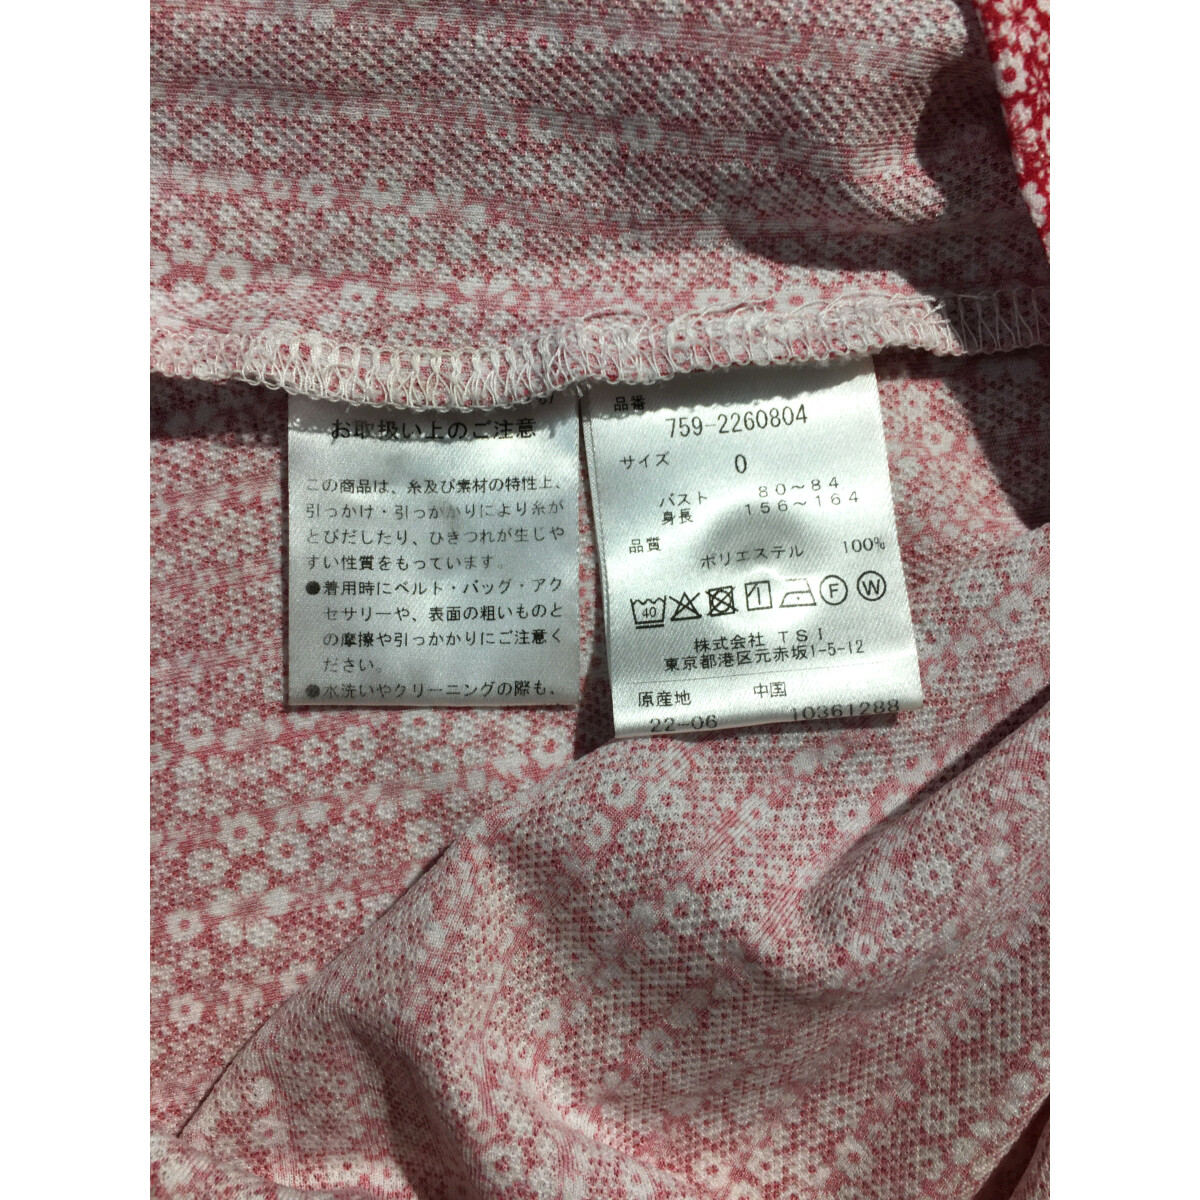 お取扱い上のご注意
この商品は、糸及び素材の特性上、
引っかけ・引っかかりにより糸が
とびだしたり、ひきつれが生じや
すい性質をもっています。
●着用時にベルト・バッグ・アク
セサリーや、表面の粗いものと
の摩擦や引っかかりにご注意く
ださい。
●水洗いやクリーニングの際も、
品番
759-2260804
サイズ 0
バスト 80～84
身長 156～164
品質
ポリエステル 100%
40 F W
株式会社 TSI
東京都港区元赤坂1-5-12
原産地 中国
22-06 10361288